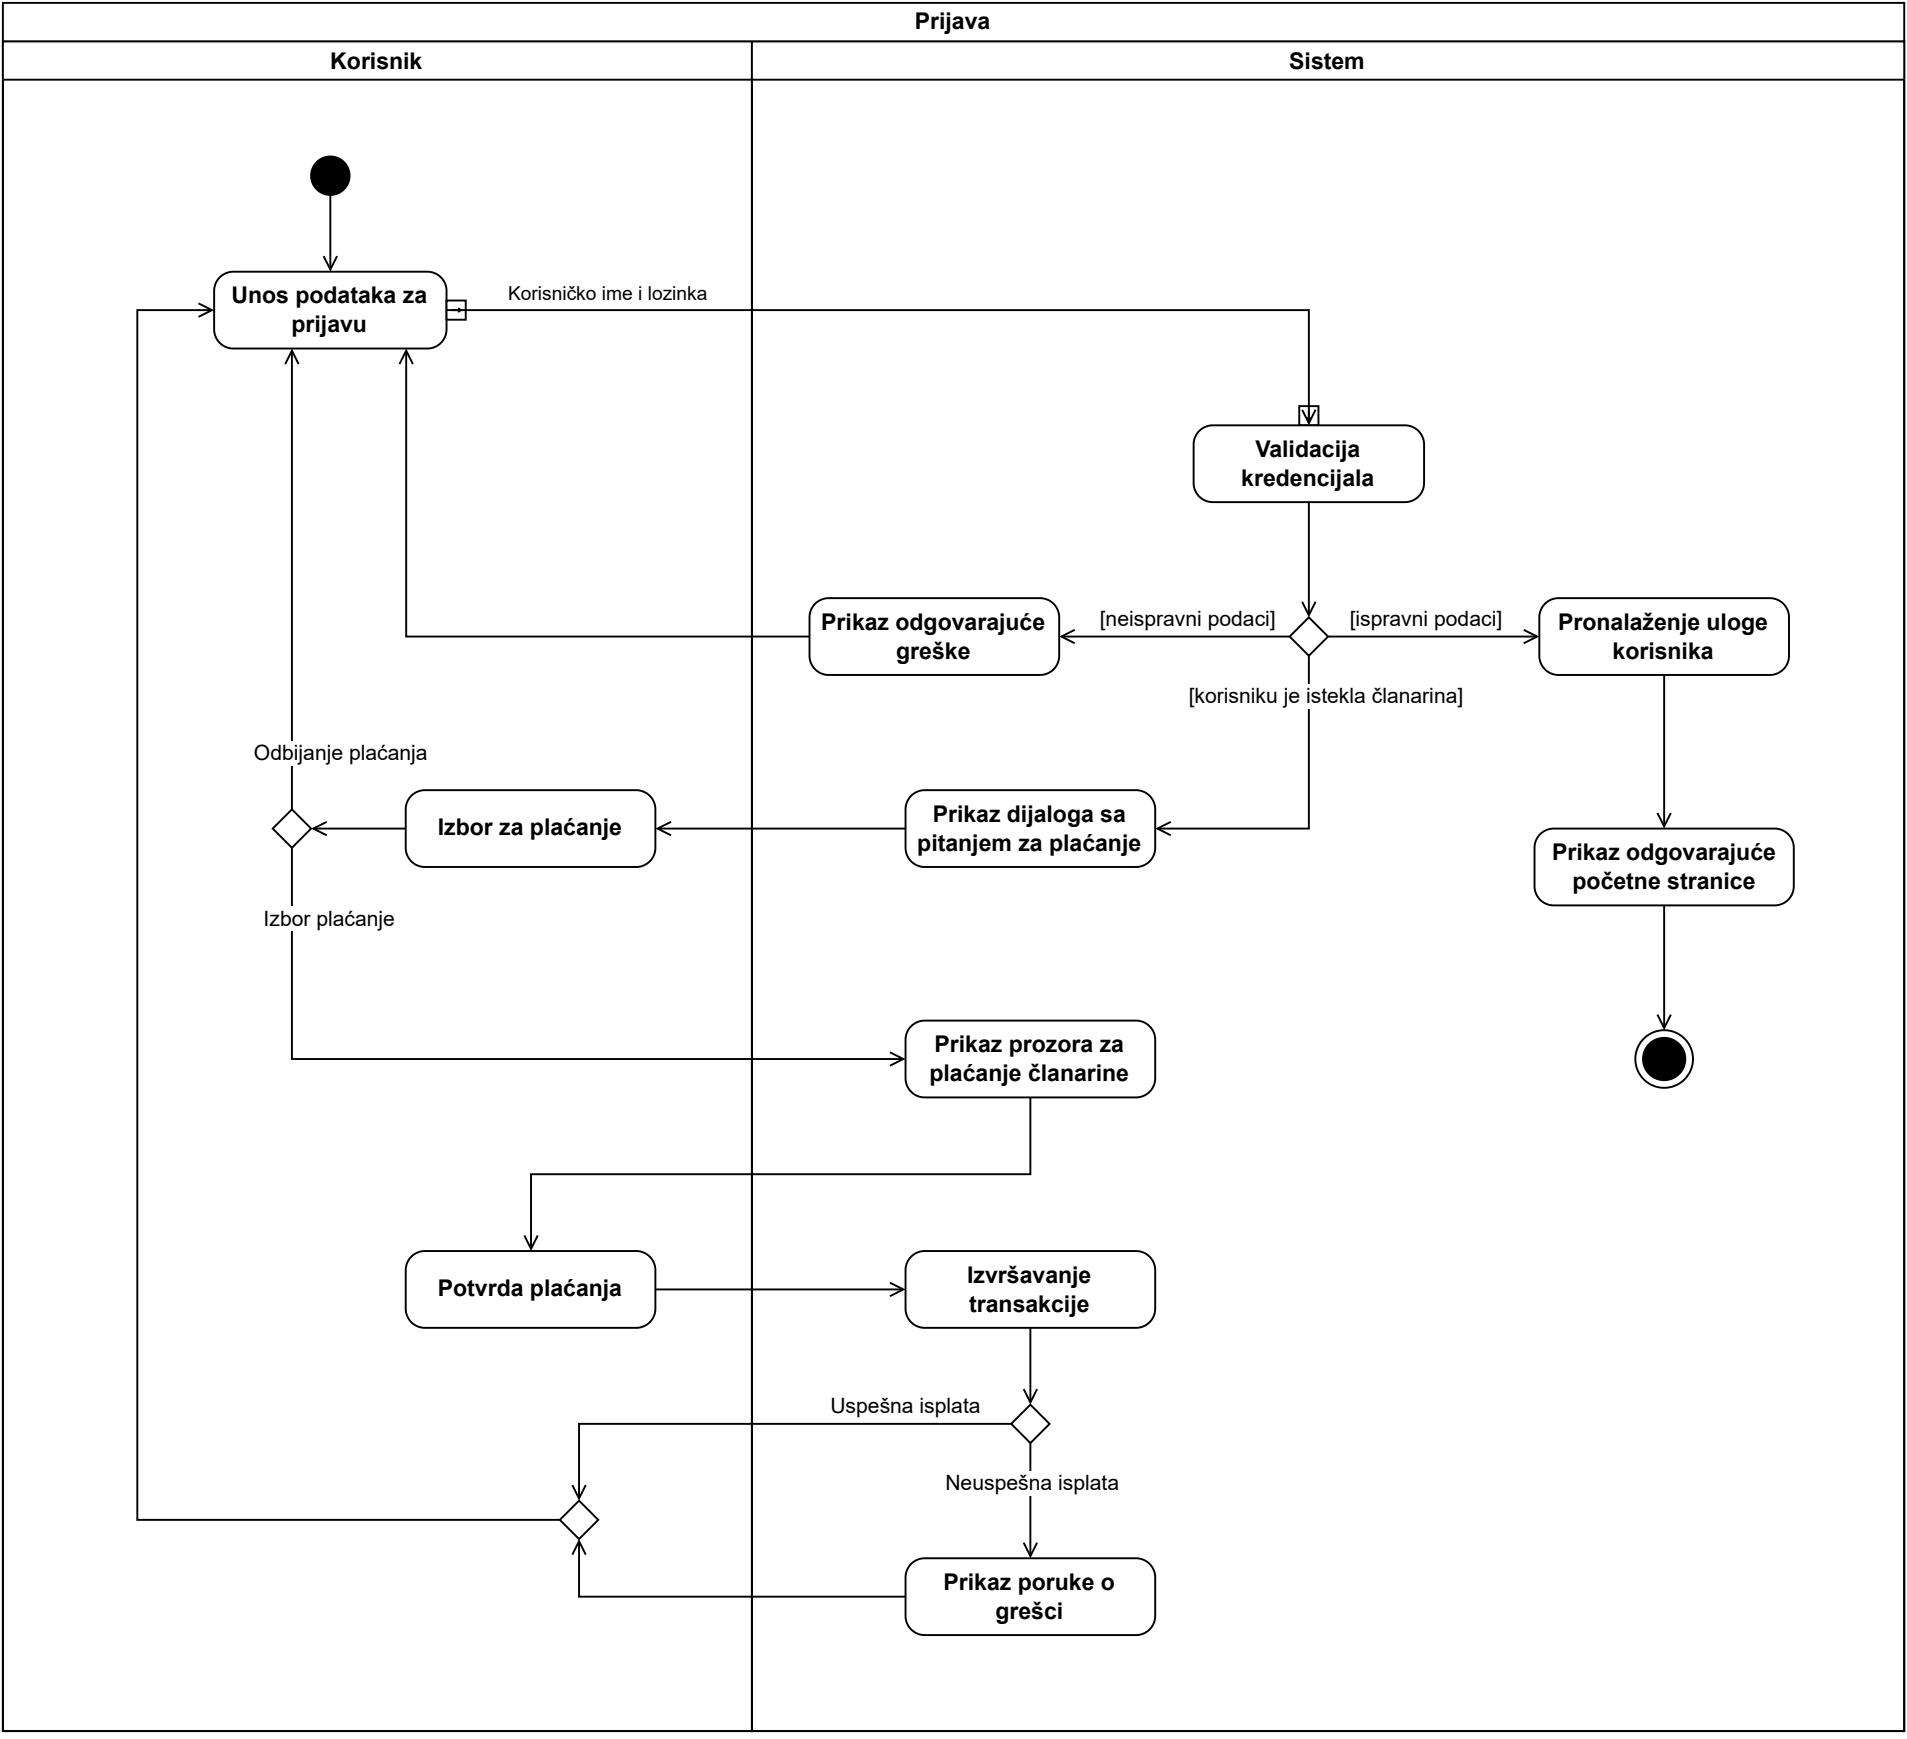 Prijava
Korisnik
Sistem
Unos podataka za
prijavu
Korisničko ime i lozinka
Validacija
kredencijala
Prikaz odgovarajuće
greške
[neispravni podaci]
[ispravni podaci]
Pronalaženje uloge
korisnika
[korisniku je istekla članarina]
Odbijanje plaćanja
Izbor za plaćanje
Prikaz dijaloga sa
pitanjem za plaćanje
Prikaz odgovarajuće
početne stranice
Izbor plaćanje
Prikaz prozora za
plaćanje članarine
Potvrda plaćanja
Izvršavanje
transakcije
Uspešna isplata
Neuspešna isplata
Prikaz poruke o
grešci